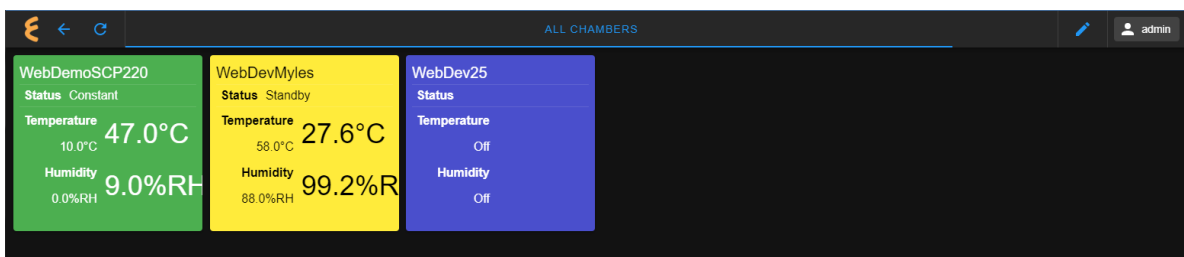 ALL CHAMBERS
admin
WebDemoSCP220
Status Constant
Temperature
10.0°C
47.0°C
Humidity
0.0%RH
9.0%RH
WebDevMyles
Status Standby
Temperature
58.0°C
27.6°C
Humidity
88.0%RH
99.2%R
WebDev25
Status
Temperature
Off
Humidity
Off